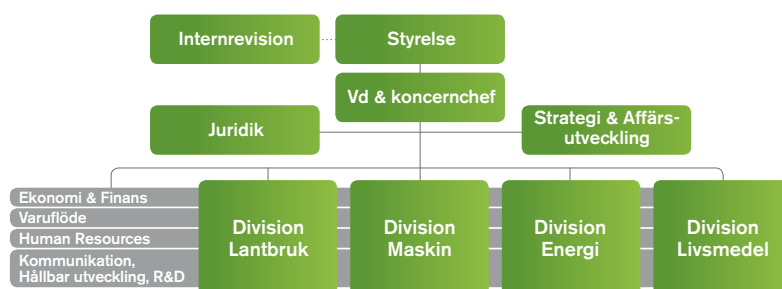 Internrevision
Styrelse
Vd & koncernchef
Juridik
Strategi & Affärs-
utveckling
Ekonomi & Finans
Varuflöde
Human Resources
Kommunikation,
Hållbar utveckling, R&D
Division
Lantbruk
Division
Maskin
Division
Energi
Division
Livsmedel